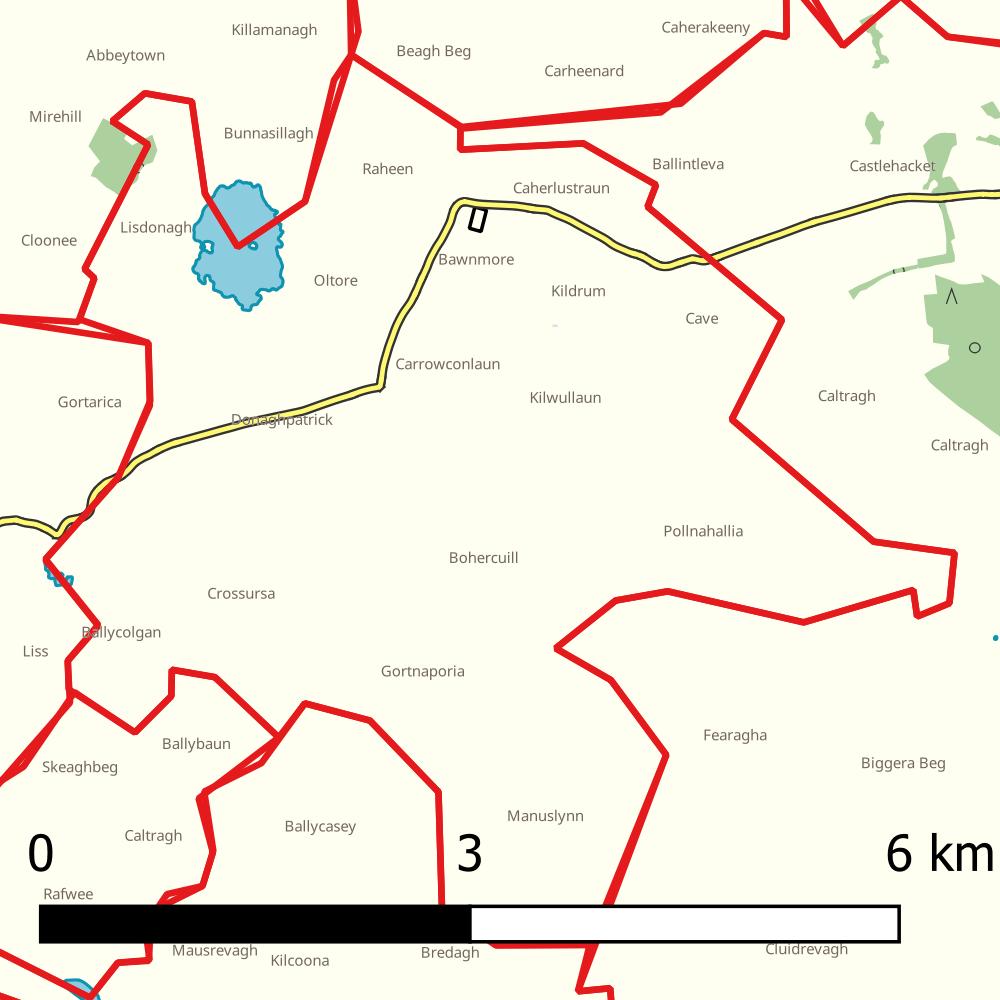 Killamanagh
Caherakeeny
Abbeytown
Beagh Beg
Carheenard
Mirehill
Bunnasillagh
Raheen
Ballintleva
Castlehacket
Caherlustraun
Lisdonagh
Cloonee
Bawnmore
Oltore
Kildrum
Cave
Carrowconlaun
Gortarica
Kilwullaun
Caltragh
Donaghpatrick
Caltragh
Pollnahallia
Bohercuill
Crossursa
Ballycolgan
Liss
Gortnaporia
Fearagha
Ballybaun
Skeaghbeg
Biggera Beg
Manuslynn
Ballycasey
Caltragh
0 3 6 km
Rafwee
Mausrevagh
Kilcoona
Bredagh
Cluidrevagh